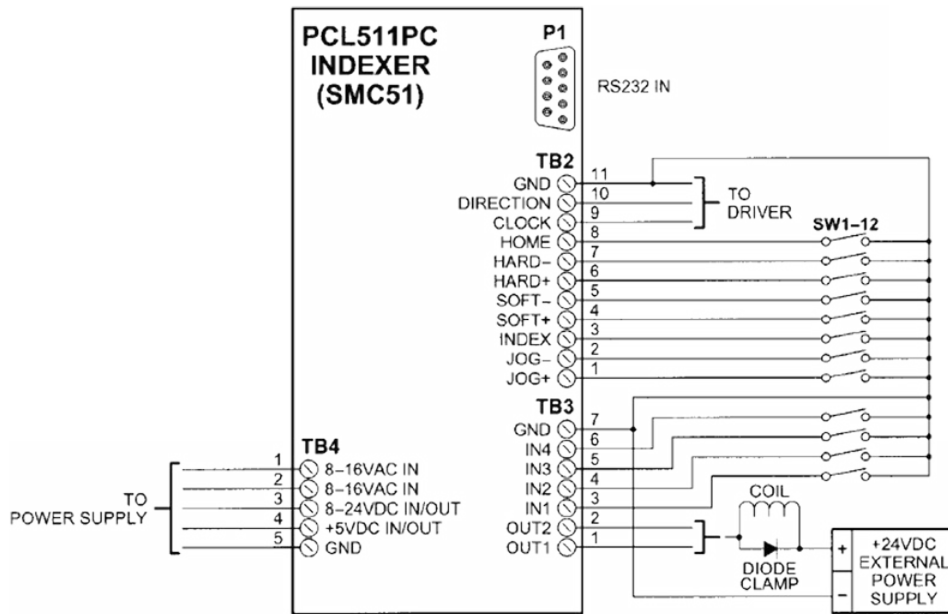 PCL511PC
INDEXER
(SMC51)
P1
RS232 IN
TB2
GND 11
DIRECTION 10
CLOCK 9
TO
DRIVER
HOME 8
SW1–12
HARD– 7
HARD+ 6
SOFT– 5
SOFT+ 4
INDEX 3
JOG– 2
JOG+ 1
TB3
GND 7
IN4 6
IN3 5
IN2 4
IN1 3
OUT2 2
OUT1 1
TB4
1 8–16VAC IN
2 8–16VAC IN
3 8–24VDC IN/OUT
4 +5VDC IN/OUT
5 GND
TO
POWER SUPPLY
COIL
DIODE
CLAMP
+
–
+24VDC
EXTERNAL
POWER
SUPPLY